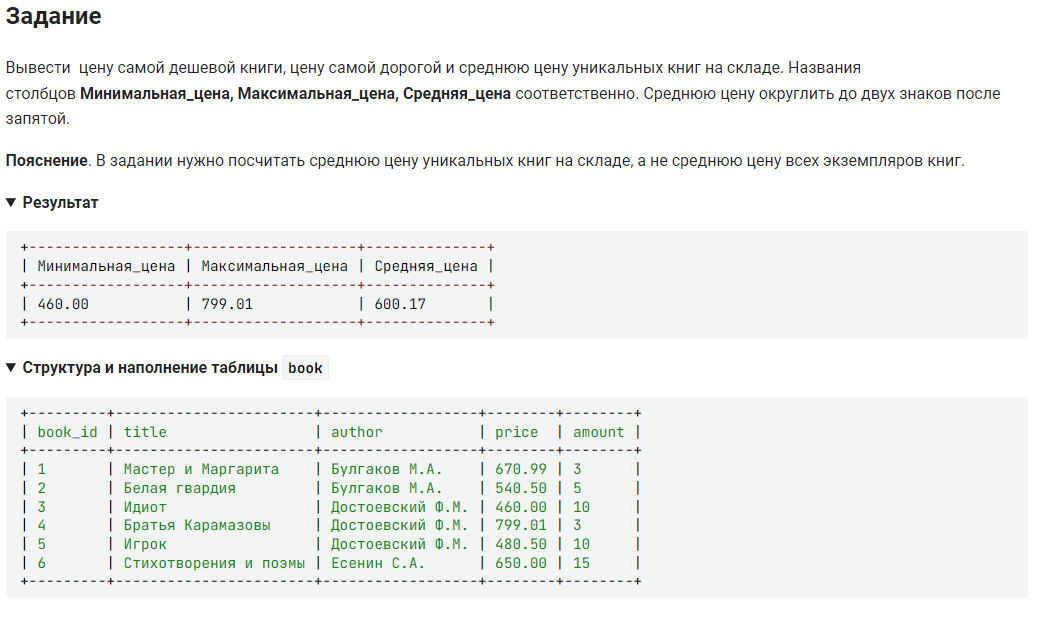 Задание
Вывести цену самой дешевой книги, цену самой дорогой и среднюю цену уникальных книг на складе. Названия
столбцов Минимальная_цена, Максимальная_цена, Средняя_цена соответственно. Среднюю цену округлить до двух знаков после
запятой.
Пояснение. В задании нужно посчитать среднюю цену уникальных книг на складе, а не среднюю цену всех экземпляров книг.
▼ Результат
+------------------+------------------+--------------+
| Минимальная_цена | Максимальная_цена | Средняя_цена |
+------------------+------------------+--------------+
| 460.00 | 799.01 | 600.17 |
+------------------+------------------+--------------+
▼ Структура и наполнение таблицы book
+---------+-----------------------+------------------+--------+--------+
| book_id | title | author | price | amount |
+---------+-----------------------+------------------+--------+--------+
| 1 | Мастер и Маргарита | Булгаков М.А. | 670.99 | 3 |
| 2 | Белая гвардия | Булгаков М.А. | 540.50 | 5 |
| 3 | Идиот | Достоевский Ф.М. | 460.00 | 10 |
| 4 | Братья Карамазовы | Достоевский Ф.М. | 799.01 | 3 |
| 5 | Игрок | Достоевский Ф.М. | 480.50 | 10 |
| 6 | Стихотворения и поэмы | Есенин С.А. | 650.00 | 15 |
+---------+-----------------------+------------------+--------+--------+